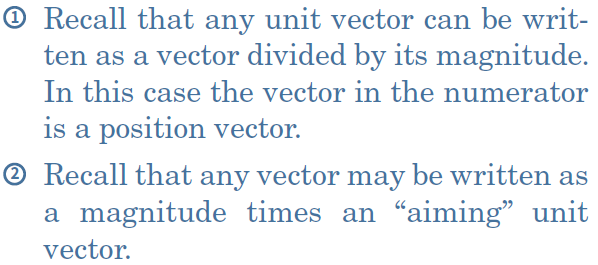 ① Recall that any unit vector can be writ-
ten as a vector divided by its magnitude.
In this case the vector in the numerator
is a position vector.
② Recall that any vector may be written as
a magnitude times an “aiming” unit
vector.